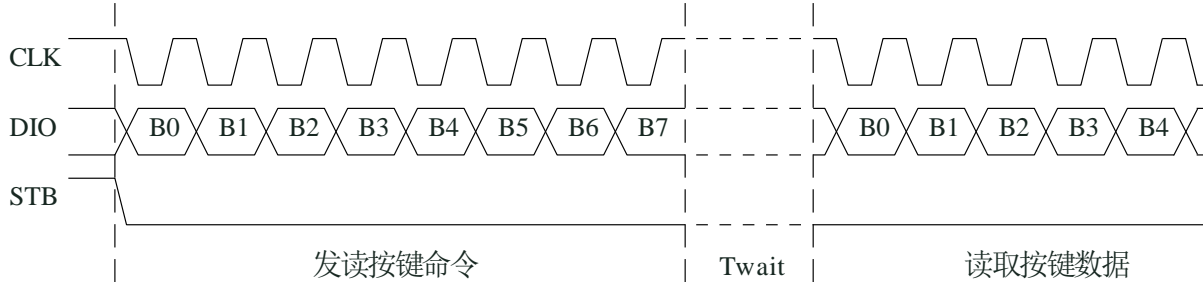 CLK
DIO B0 B1 B2 B3 B4 B5 B6 B7 B0 B1 B2 B3 B4
STB
发读按键命令 Twait 读取按键数据